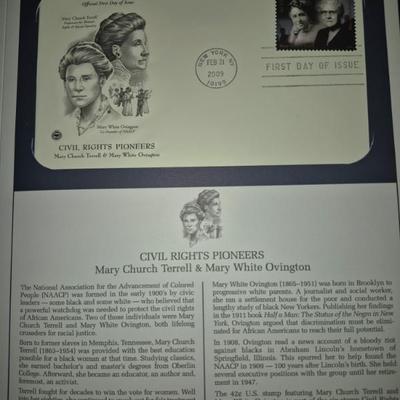 Official First Day of Issue
Mary Church Terrell
NEW YORK NY
FEB 21
2009
10199
FIRST DAY OF ISSUE
Mary White Ovington
Co-Founder of NAACP
CIVIL RIGHTS PIONEERS
Mary Church Terrell & Mary White Ovington
CIVIL RIGHTS PIONEERS
Mary Church Terrell & Mary White Ovington
The National Association for the Advancement of Colored
People (NAACP) was formed in the early 1900's by civic
leaders – some black and some white — who believed that
a powerful watchdog was needed to protect the civil rights
of African Americans. Two of those individuals were Mary
Church Terrell and Mary White Ovington, both lifelong
crusaders for racial justice.
Born to former slaves in Memphis, Tennessee, Mary Church
Terrell (1863–1954) was provided with the best education
possible for a black woman at that time. Studying classics,
she earned bachelor's and master's degrees from Oberlin
College. Afterward, she became an educator, an author and,
foremost, an activist.
Terrell fought for decades to win the vote for women. Well
Mary White Ovington (1865–1951) was born in Brooklyn to
progressive white parents. A journalist and social worker,
she ran a settlement house for the poor and conducted a
lengthy study of black New Yorkers. Publishing her findings
in the 1911 book Half a Man: The Status of the Negro in New
York, Ovington argued that discrimination must be elimi-
nated for African Americans to reach their full potential.
In 1908, Ovington read a news account of a bloody riot
against blacks in Abraham Lincoln's hometown of
Springfield, Illinois. This spurred her to help found the
NAACP in 1909 — 100 years after Lincoln's birth. She held
several executive positions with the group until her retire-
ment in 1947.
The 42¢ U.S. stamp featuring Mary Church Terrell and